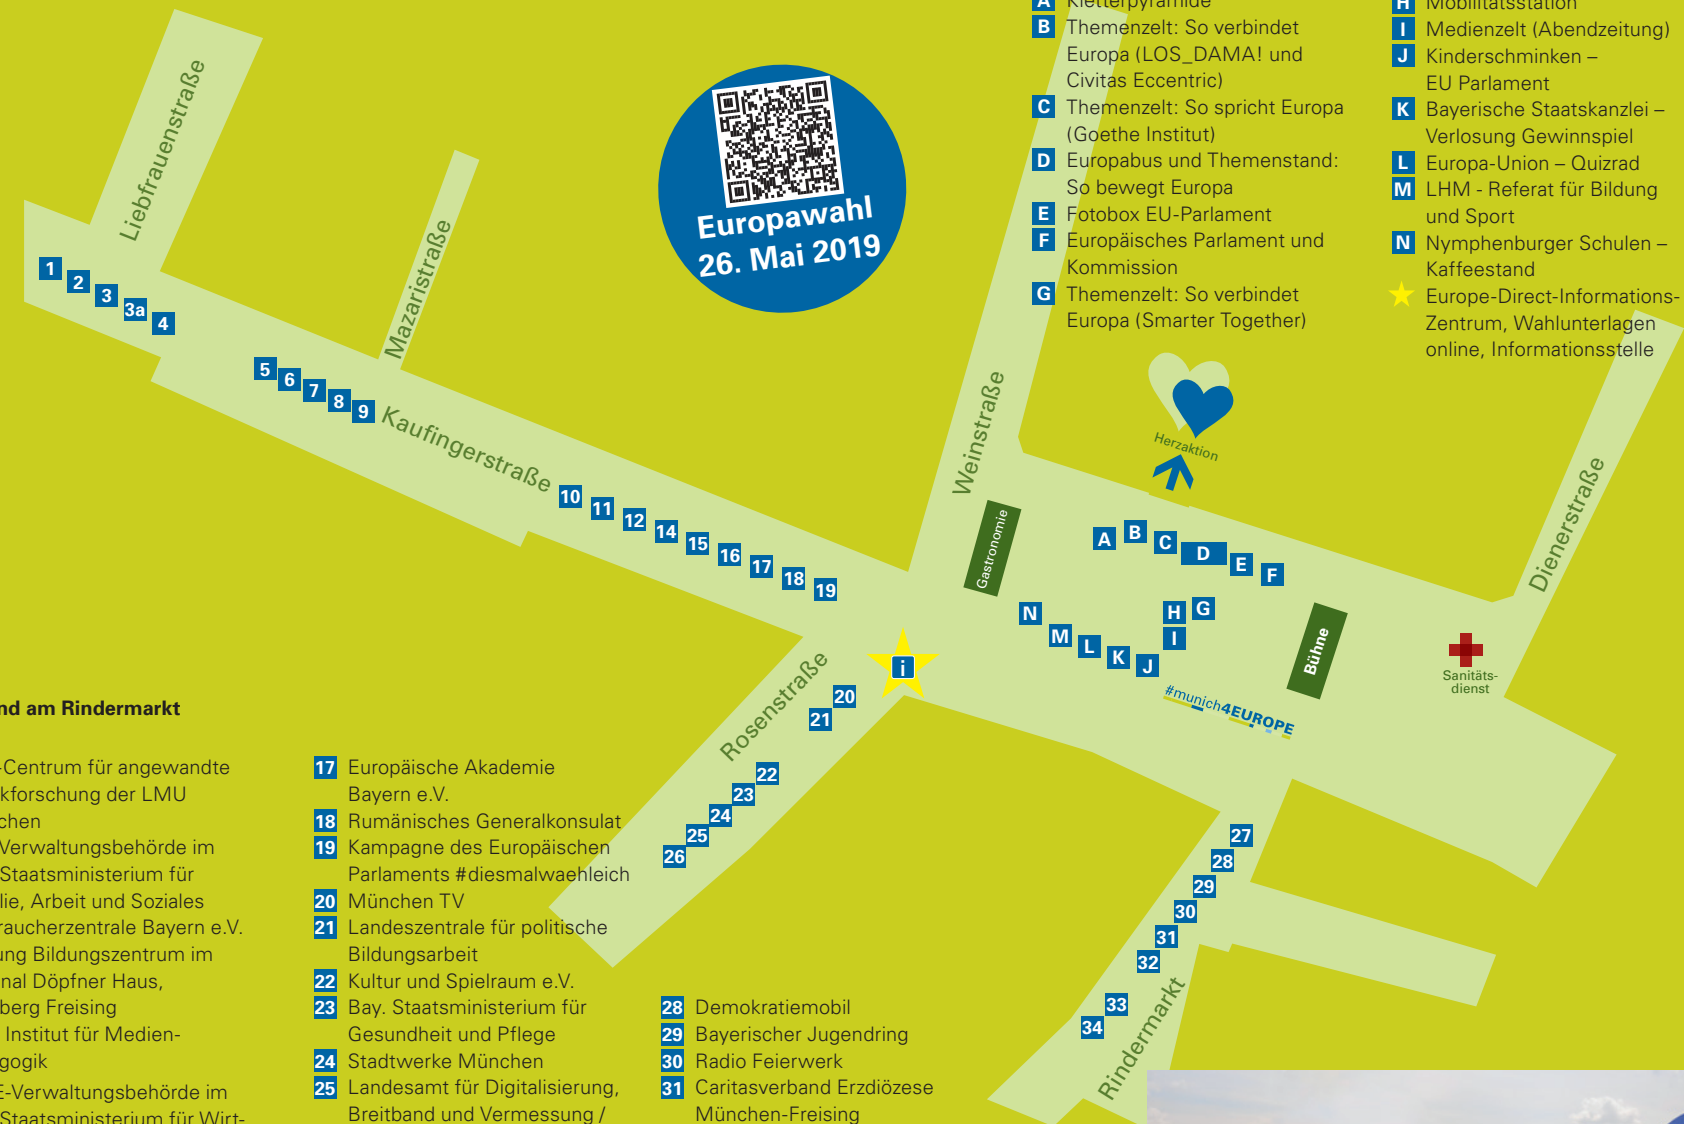 A Kletterpyramide
B Themenzelt: So verbindet
Europa (LOS_DAMA! und
Civitas Eccentric)
C Themenzelt: So spricht Europa
(Goethe Institut)
D Europabus und Themenstand:
So bewegt Europa
E Fotobox EU-Parlament
F Europäisches Parlament und
Kommission
G Themenzelt: So verbindet
Europa (Smarter Together)
H Mobilitätsstation
I Medienzelt (Abendzeitung)
J Kinderschminken –
EU Parlament
K Bayerische Staatskanzlei –
Verlosung Gewinnspiel
L Europa-Union – Quizrad
M LHM - Referat für Bildung
und Sport
N Nymphenburger Schulen –
Kaffeestand
Europe-Direct-Informations-
Zentrum, Wahlunterlagen
online, Informationsstelle
Europawahl
26. Mai 2019
Liebfrauenstraße
Mazaristraße
Kaufingerstraße
Weinstraße
Dienerstraße
Rosenstraße
Rindermarkt
1
2
3
3a
4
5
6
7
8
9
10
11
12
14
15
16
17
18
19
Gastronomie
Herzaktion
A
B
C
D
E
F
H
G
I
N
M
L
K
J
Bühne
Sanitäts-
dienst
#munich4EUROPE
i
20
21
22
23
24
25
26
27
28
29
30
31
32
33
34
nd am Rindermarkt
-Centrum für angewandte
kforschung der LMU
chen
Verwaltungsbehörde im
Staatsministerium für
lie, Arbeit und Soziales
raucherzentrale Bayern e.V.
ung Bildungszentrum im
nal Döpfner Haus,
berg Freising
Institut für Medien-
gogik
E-Verwaltungsbehörde im
Staatsministerium für Wirt-
17 Europäische Akademie
Bayern e.V.
18 Rumänisches Generalkonsulat
19 Kampagne des Europäischen
Parlaments #diesmalwaehleich
20 München TV
21 Landeszentrale für politische
Bildungsarbeit
22 Kultur und Spielraum e.V.
23 Bay. Staatsministerium für
Gesundheit und Pflege
24 Stadtwerke München
25 Landesamt für Digitalisierung,
Breitband und Vermessung /
28 Demokratiemobil
29 Bayerischer Jugendring
30 Radio Feierwerk
31 Caritasverband Erzdiözese
München-Freising